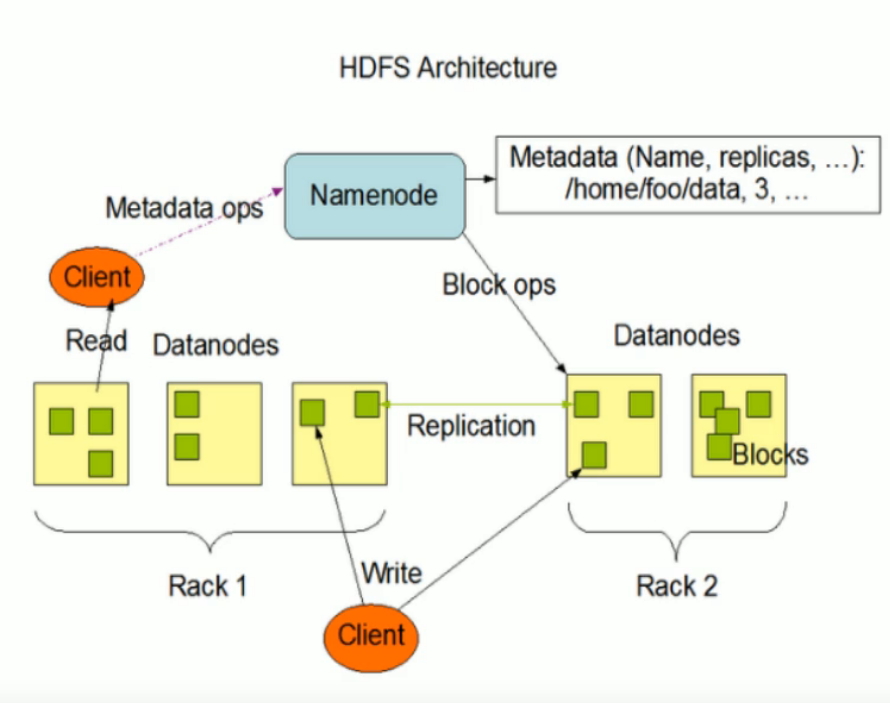 HDFS Architecture
Metadata (Name, replicas, ...):
/home/foo/data, 3, ...
Namenode
Metadata ops
Client
Block ops
Read
Datanodes
Datanodes
Replication
Blocks
Rack 1
Write
Rack 2
Client